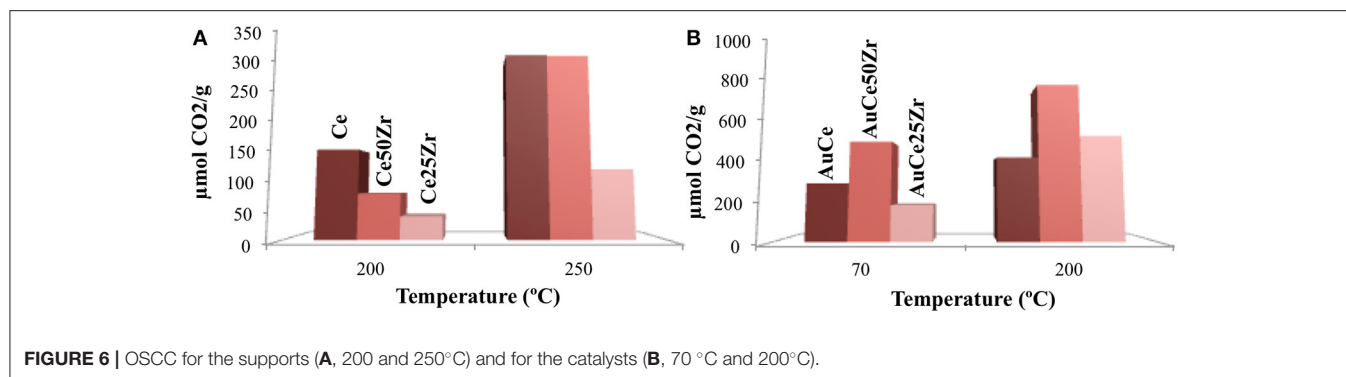 A
µmol CO2/g
350
300
250
200
150
100
50
0
Ce
Ce50Zr
Ce25Zr
200
250
Temperature (ºC)
B
µmol CO2/g
1000
800
600
400
200
0
AuCe
AuCe50Zr
AuCe25Zr
70
200
Temperature (ºC)
FIGURE 6 | OSCC for the supports (A, 200 and 250°C) and for the catalysts (B, 70 °C and 200°C).